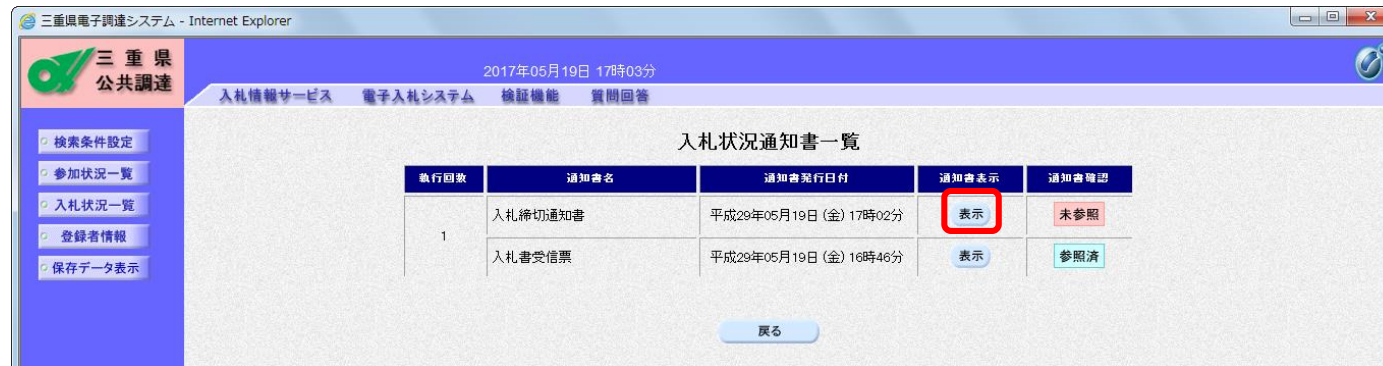 三重県電子調達システム - Internet Explorer
三 重 県
公共調達
2017年05月19日 17時03分
入札情報サービス 電子入札システム 検証機能 質問回答
検索条件設定
参加状況一覧
入札状況一覧
登録者情報
保存データ表示
入札状況通知書一覧
執行回数 通知書名 通知書発行日付 通知書表示 通知書確認
1
入札締切通知書 平成29年05月19日 (金) 17時02分 表示 未参照
入札書受信票 平成29年05月19日 (金) 16時46分 表示 参照済
戻る